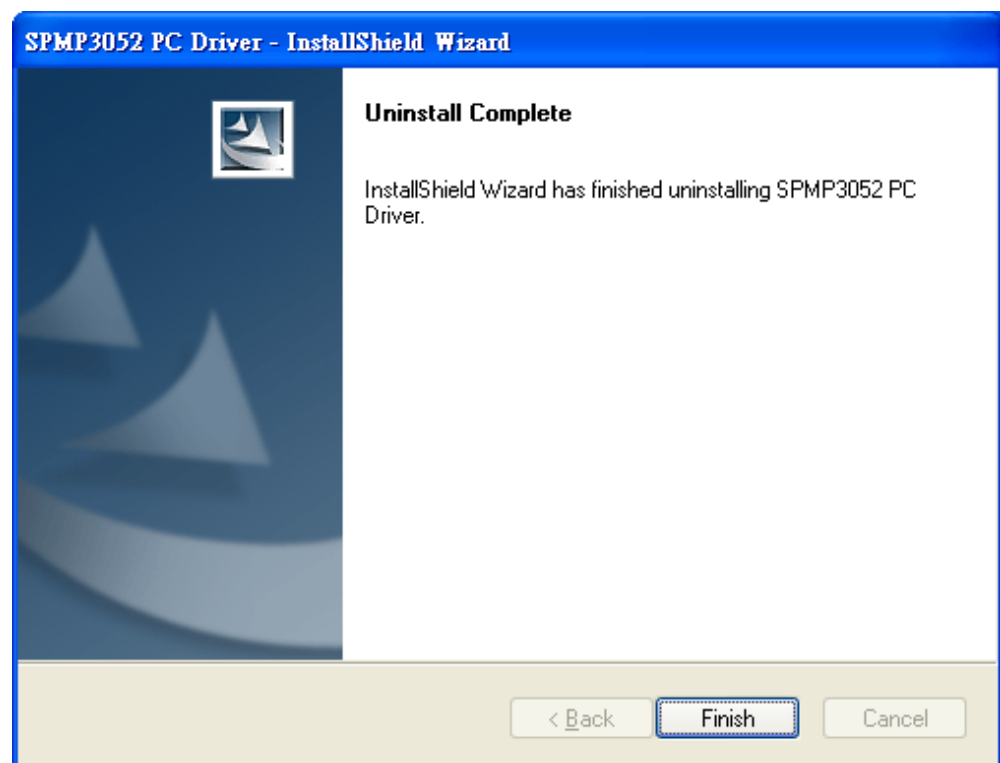 SPMP3052 PC Driver - InstallShield Wizard
Uninstall Complete
InstallShield Wizard has finished uninstalling SPMP3052 PC
Driver.
< Back
Finish
Cancel